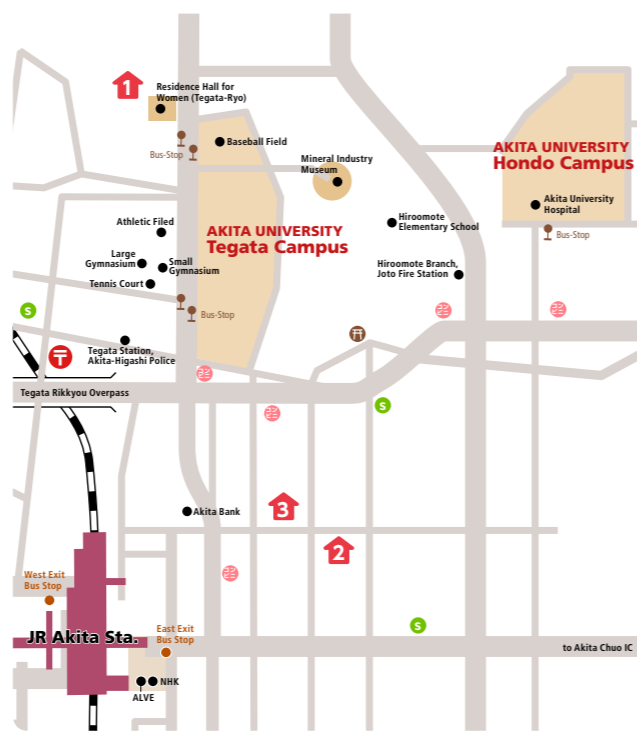 1
Residence Hall for
Women (Tegata-Ryo)
Bus-Stop
Baseball Field
Mineral Industry
Museum
AKITA UNIVERSITY
Hondo Campus
Akita University
Hospital
Bus-Stop
Athletic Filed
AKITA UNIVERSITY
Tegata Campus
Hiroomote
Elementary School
Large
Gymnasium
Small
Gymnasium
Tennis Court
Hiroomote Branch,
Joto Fire Station
S
Bus-Stop
〒
Tegata Station,
Akita-Higashi Police
Tegata Rikkyou Overpass
S
Akita Bank
3
2
West Exit
Bus Stop
JR Akita Sta.
East Exit
Bus Stop
S
to Akita Chuo IC
NHK
ALVE